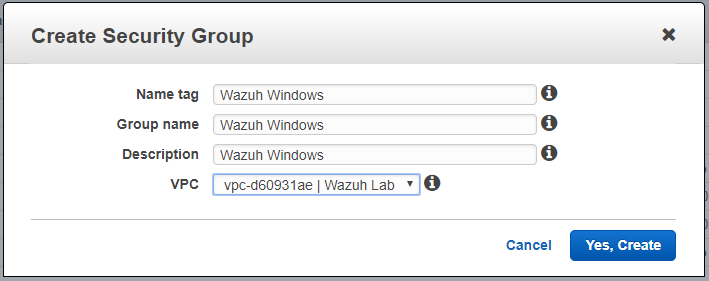 Create Security Group
Name tag Wazuh Windows
Group name Wazuh Windows
Description Wazuh Windows
VPC vpc-d60931ae | Wazuh Lab
Cancel Yes, Create